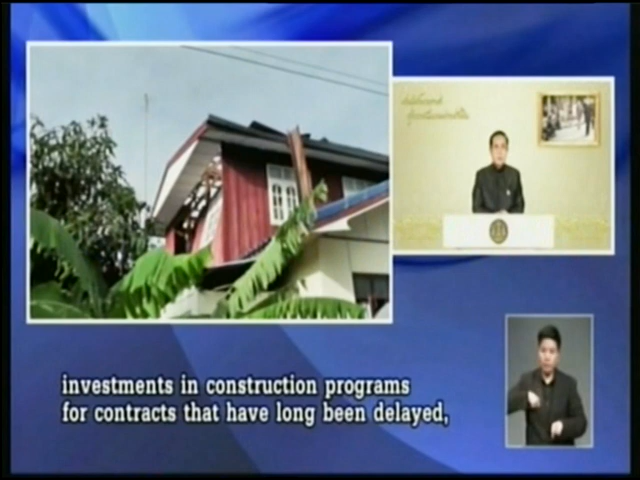 investments in construction programs
for contracts that have long been delayed,